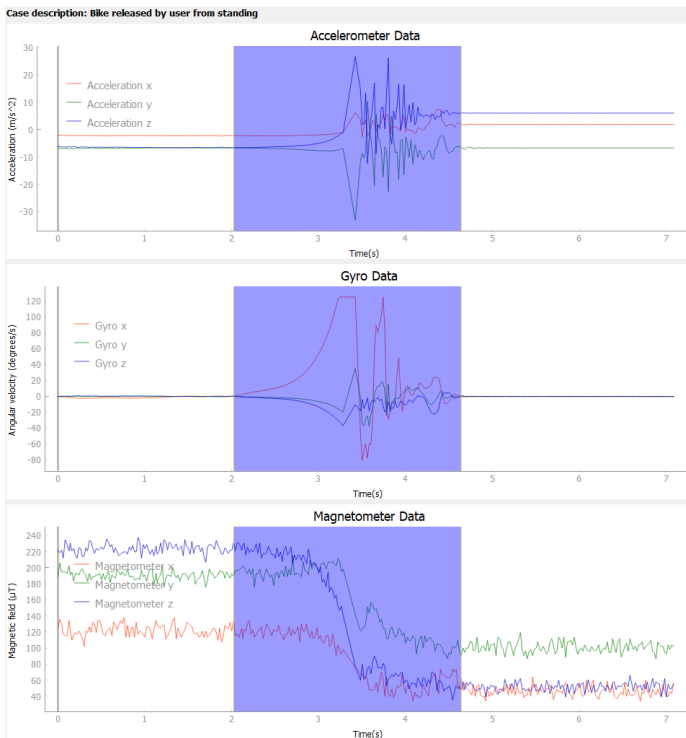 Case description: Bike released by user from standing
Accelerometer Data
30
20
10
0
-10
-20
-30
Acceleration (m/s^2)
Acceleration x
Acceleration y
Acceleration z
0 1 2 3 4 5 6 7
Time(s)
Gyro Data
120
100
80
60
40
20
0
-20
-40
-60
-80
Angular velocity (degrees/s)
Gyro x
Gyro y
Gyro z
0 1 2 3 4 5 6 7
Time(s)
Magnetometer Data
240
220
200
180
160
140
120
100
80
60
40
Magnetic field (μT)
Magnetometer x
Magnetometer y
Magnetometer z
0 1 2 3 4 5 6 7
Time(s)